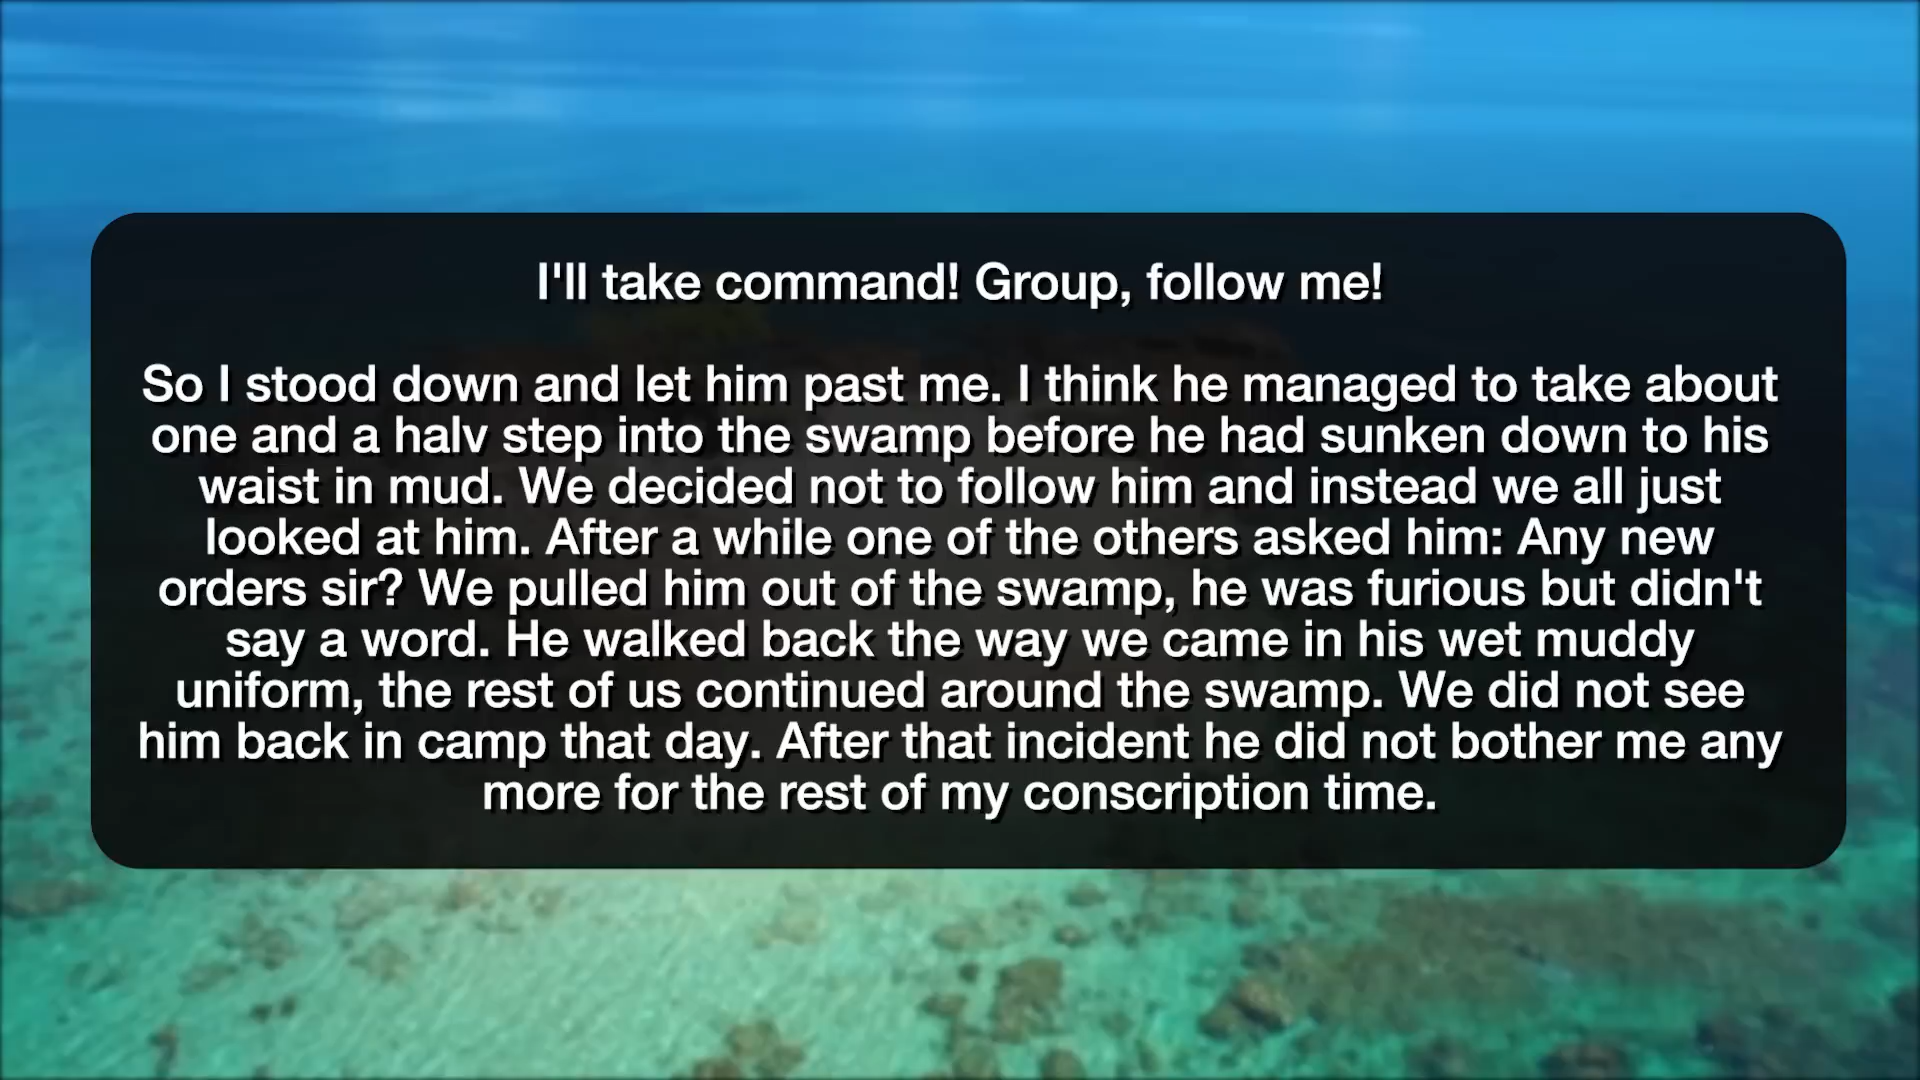 I'll take command! Group, follow me!
So I stood down and let him past me. I think he managed to take about
one and a halv step into the swamp before he had sunken down to his
waist in mud. We decided not to follow him and instead we all just
looked at him. After a while one of the others asked him: Any new
orders sir? We pulled him out of the swamp, he was furious but didn't
say a word. He walked back the way we came in his wet muddy
uniform, the rest of us continued around the swamp. We did not see
him back in camp that day. After that incident he did not bother me any
more for the rest of my conscription time.